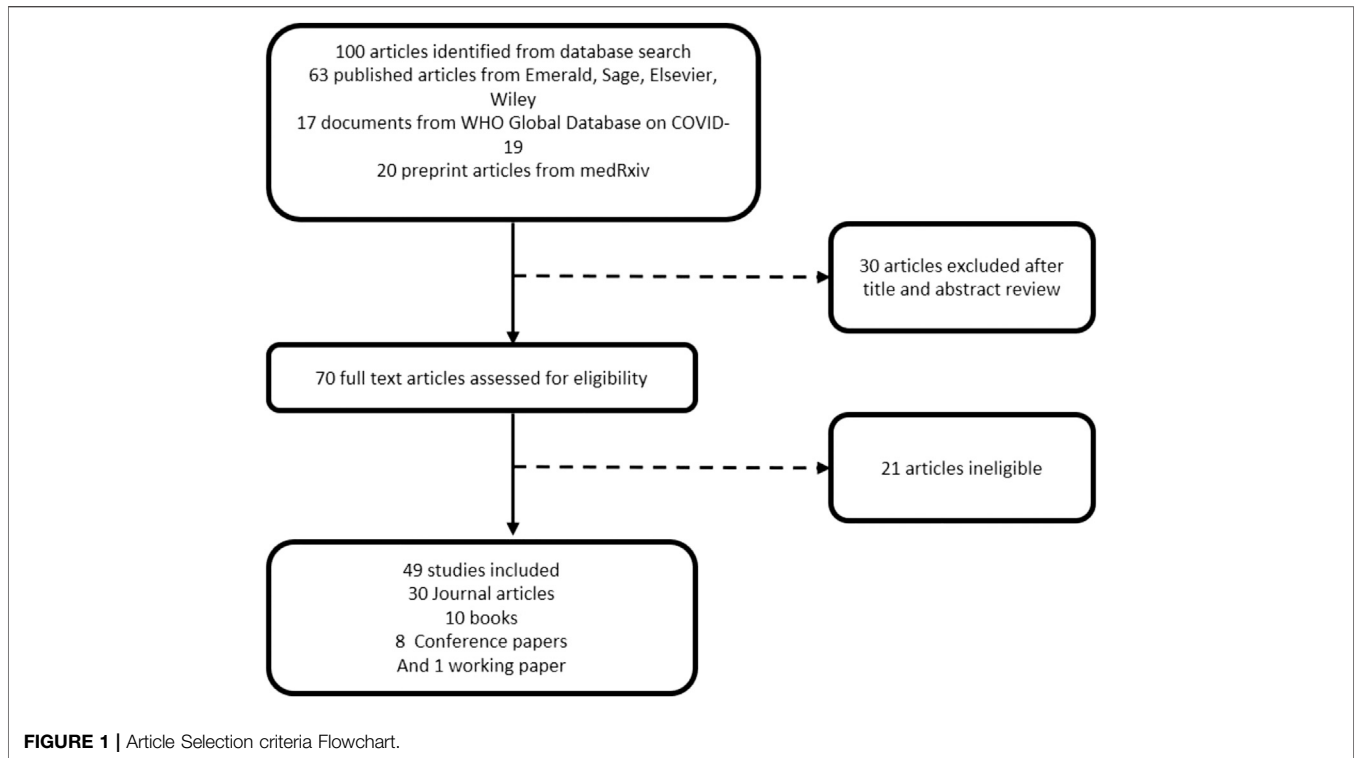 100 articles identified from database search
63 published articles from Emerald, Sage, Elsevier,
Wiley
17 documents from WHO Global Database on COVID-
19
20 preprint articles from medRxiv
30 articles excluded after
title and abstract review
70 full text articles assessed for eligibility
21 articles ineligible
49 studies included
30 Journal articles
10 books
8 Conference papers
And 1 working paper
FIGURE 1 | Article Selection criteria Flowchart.